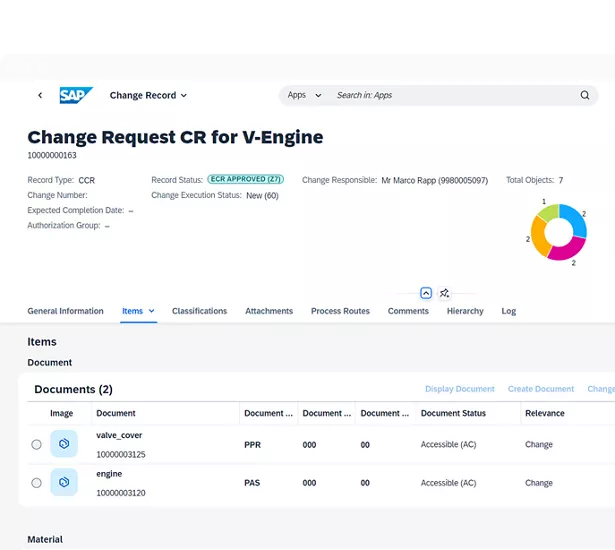 SAP
Change Record
Apps
Search in: Apps
Change Request CR for V-Engine
10000000163
Record Type: CCR
Record Status: ECR APPROVED (Z7)
Change Responsible: Mr Marco Rapp (9980005097)
Total Objects: 7
Change Number:
Change Execution Status: New (60)
Expected Completion Date: –
Authorization Group: –
1
2
2
2
General Information Items Classifications Attachments Process Routes Comments Hierarchy Log
Items
Document
Documents (2)
Display Document Create Document Change
Image Document Document ... Document ... Document ... Document Status Relevance
valve_cover
10000003125
PPR 000 00 Accessible (AC) Change
engine
10000003120
PAS 000 00 Accessible (AC) Change
Material